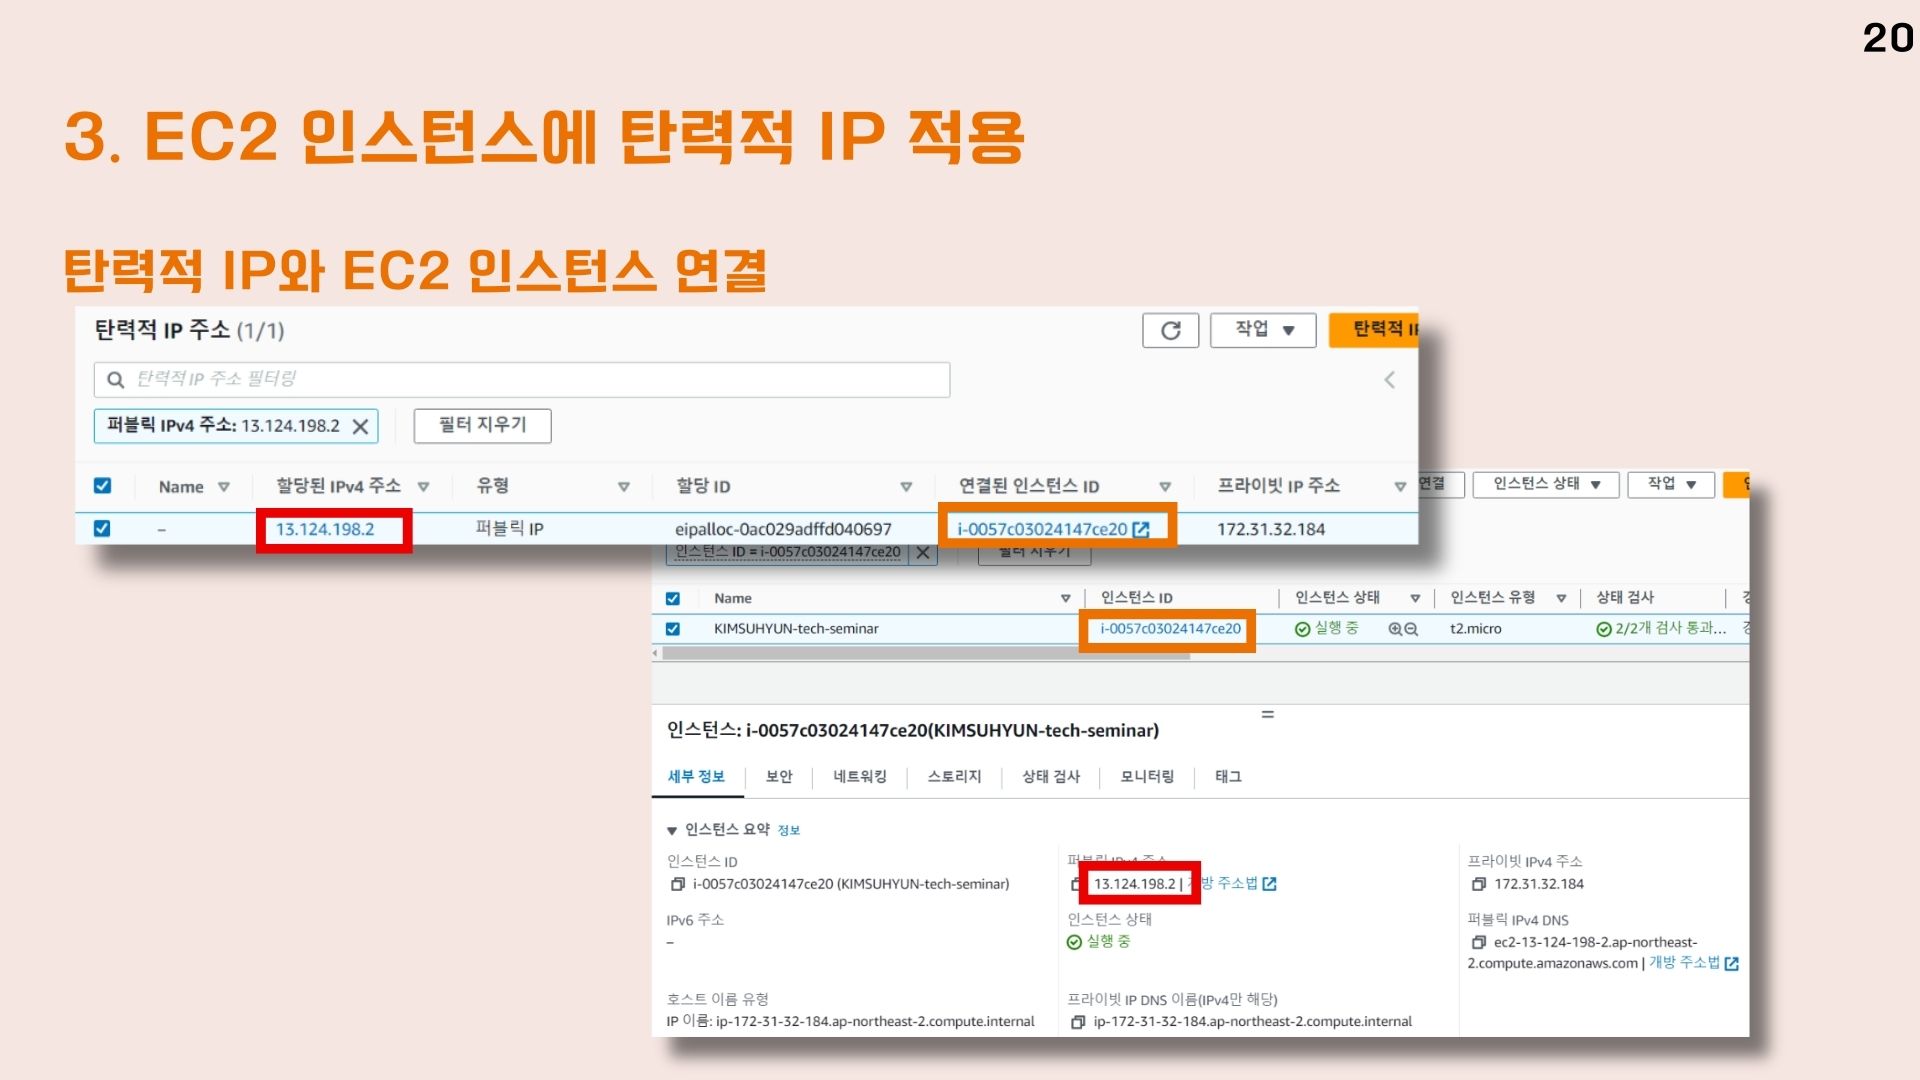 20
3. EC2 인스턴스에 탄력적 IP 적용
탄력적 IP와 EC2 인스턴스 연결
탄력적 IP 주소 (1/1)
작업
탄력적
탄력적 IP 주소 필터링
퍼블릭 IPv4 주소: 13.124.198.2
필터 지우기
Name 할당된 IPv4 주소 유형 할당 ID 연결된 인스턴스 ID 프라이빗 IP 주소
– 13.124.198.2 퍼블릭 IP eipalloc-0ac029adffd040697 i-0057c03024147ce20 172.31.32.184
연결 인스턴스 상태 작업
인스턴스 ID = i-0057c03024147ce20
필터 지우기
Name 인스턴스 ID 인스턴스 상태 인스턴스 유형 상태 검사
KIMSUHYUN-tech-seminar i-0057c03024147ce20 실행 중 t2.micro 2/2개 검사 통과...
인스턴스: i-0057c03024147ce20(KIMSUHYUN-tech-seminar)
세부 정보 보안 네트워킹 스토리지 상태 검사 모니터링 태그
인스턴스 요약 정보
인스턴스 ID
i-0057c03024147ce20 (KIMSUHYUN-tech-seminar)
퍼블릭 IPv4 주소
13.124.198.2 | 방 주소법
프라이빗 IPv4 주소
172.31.32.184
IPv6 주소
–
인스턴스 상태
실행 중
퍼블릭 IPv4 DNS
ec2-13-124-198-2.ap-northeast-
2.compute.amazonaws.com | 개방 주소법
호스트 이름 유형
IP 이름: ip-172-31-32-184.ap-northeast-2.compute.internal
프라이빗 IP DNS 이름(IPv4만 해당)
ip-172-31-32-184.ap-northeast-2.compute.internal